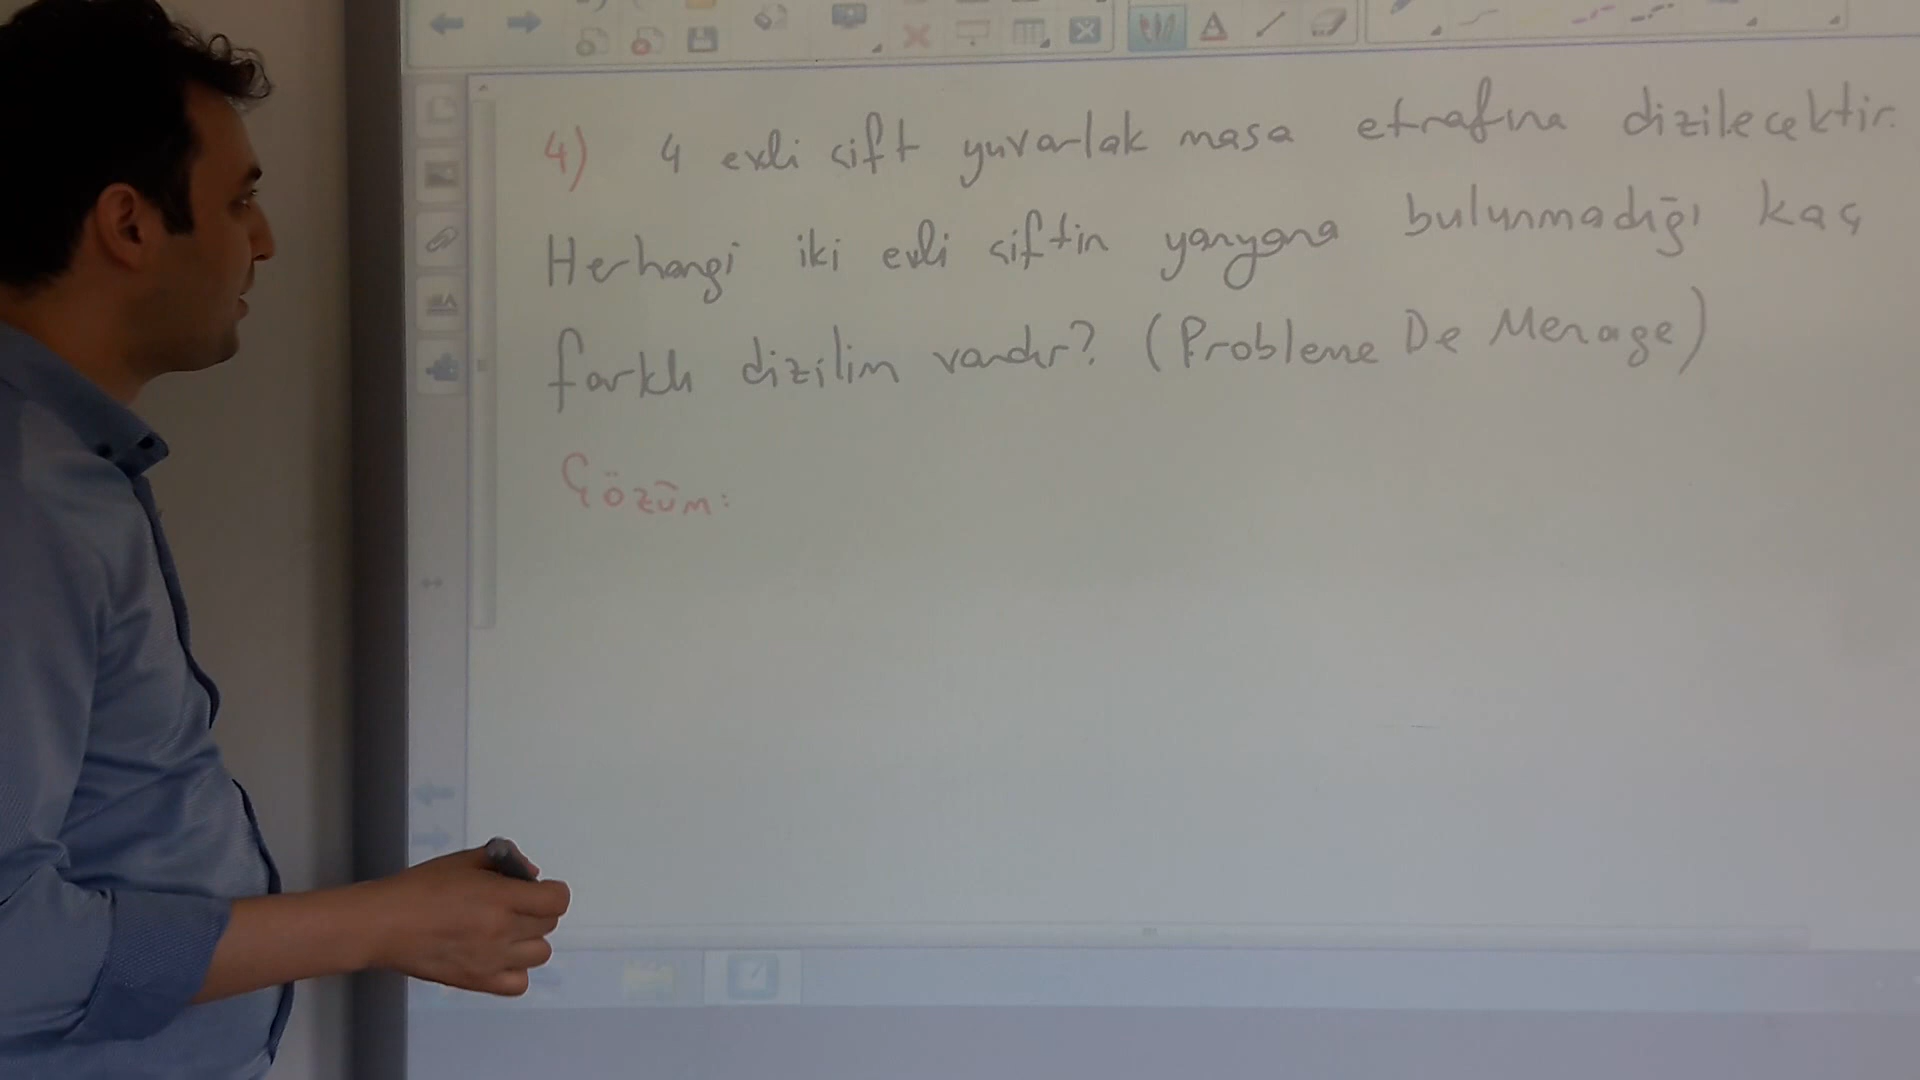 4) 4 evli çift yuvarlak masa etrafına dizilecektir.
Herhangi iki evli çiftin yanyana bulunmadığı kaç
farklı dizilim vardır? (Probleme De Menage)
Çözüm: